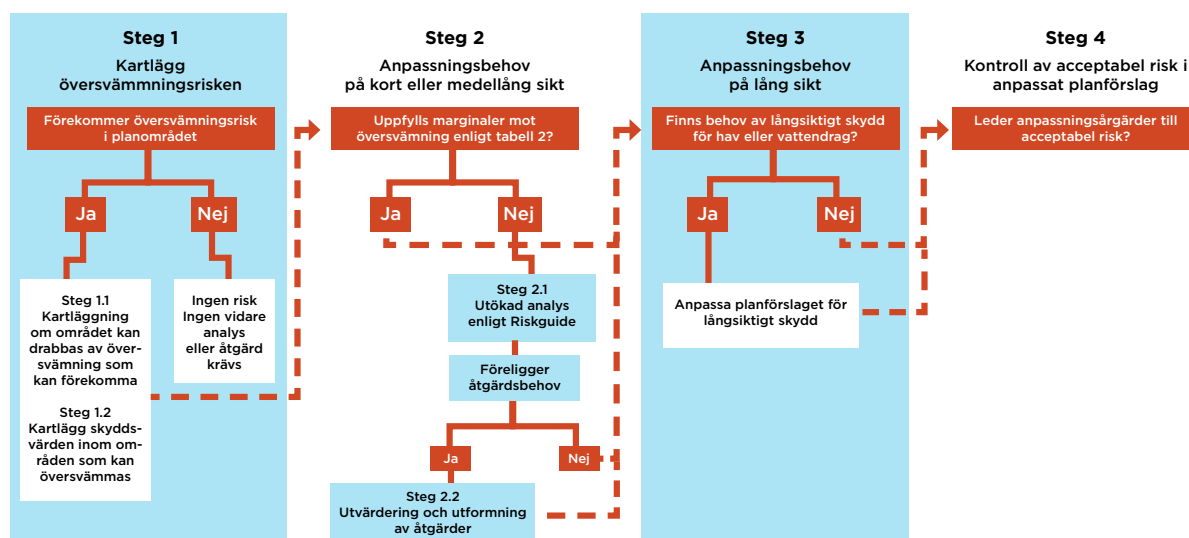 Steg 1
Kartlägg
översvämmningsrisken
Förekommer översvämningsrisk
i planområdet
Ja
Nej
Steg 1.1
Kartläggning
om området kan
drabbas av över-
svämning som
kan förekomma
Steg 1.2
Kartlägg skydds-
värden inom om-
råden som kan
översvämmas
Ingen risk
Ingen vidare
analys
eller åtgärd
krävs
Steg 2
Anpassningsbehov
på kort eller medellång sikt
Uppfylls marginaler mot
översvämning enligt tabell 2?
Ja
Nej
Steg 2.1
Utökad analys
enligt Riskguide
Föreligger
åtgärdsbehov
Ja
Nej
Steg 2.2
Utvärdering och utformning
av åtgärder
Steg 3
Anpassningsbehov
på lång sikt
Finns behov av långsiktigt skydd
för hav eller vattendrag?
Ja
Nej
Anpassa planförslaget för
långsiktigt skydd
Steg 4
Kontroll av acceptabel risk i
anpassat planförslag
Leder anpassningsårgärder till
acceptabel risk?